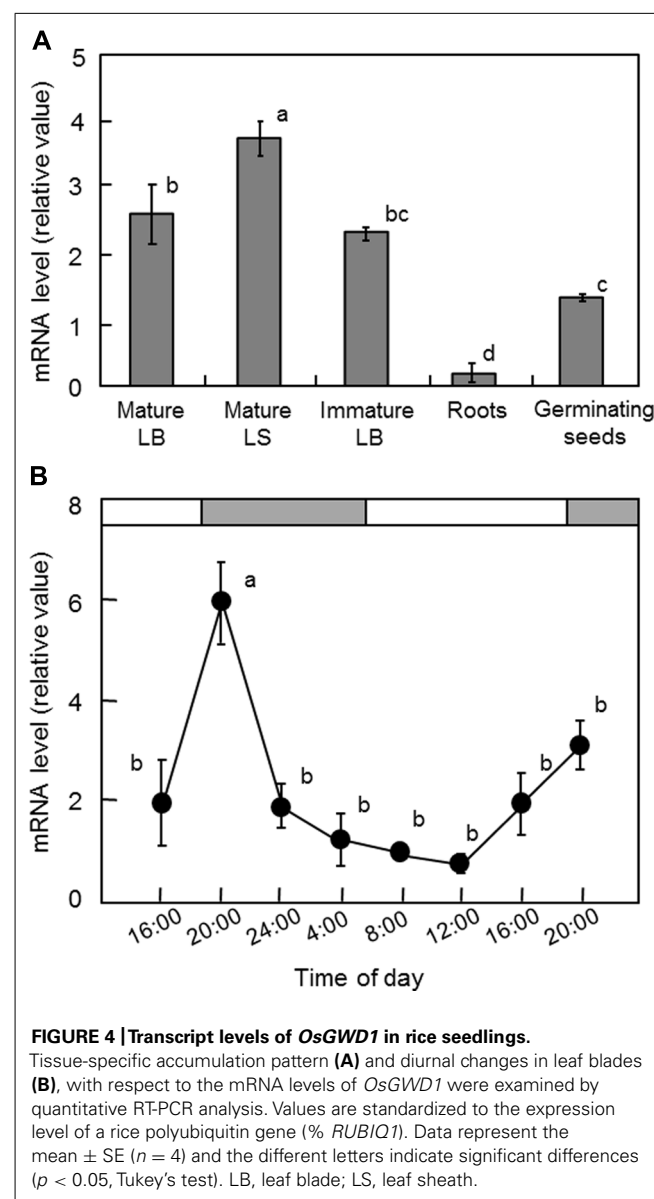 A
5
4
3
2
1
0
mRNA level (relative value)
b
a
bc
d
c
Mature
LB
Mature
LS
Immature
LB
Roots
Germinating
seeds
B
8
6
4
2
0
mRNA level (relative value)
b
a
b
b
b
b
b
b
16:00
20:00
24:00
4:00
8:00
12:00
16:00
20:00
Time of day
FIGURE 4 | Transcript levels of OsGWD1 in rice seedlings.
Tissue-specific accumulation pattern (A) and diurnal changes in leaf blades
(B), with respect to the mRNA levels of OsGWD1 were examined by
quantitative RT-PCR analysis. Values are standardized to the expression
level of a rice polyubiquitin gene (% RUBIQ1). Data represent the
mean ± SE (n = 4) and the different letters indicate significant differences
(p < 0.05, Tukey's test). LB, leaf blade; LS, leaf sheath.